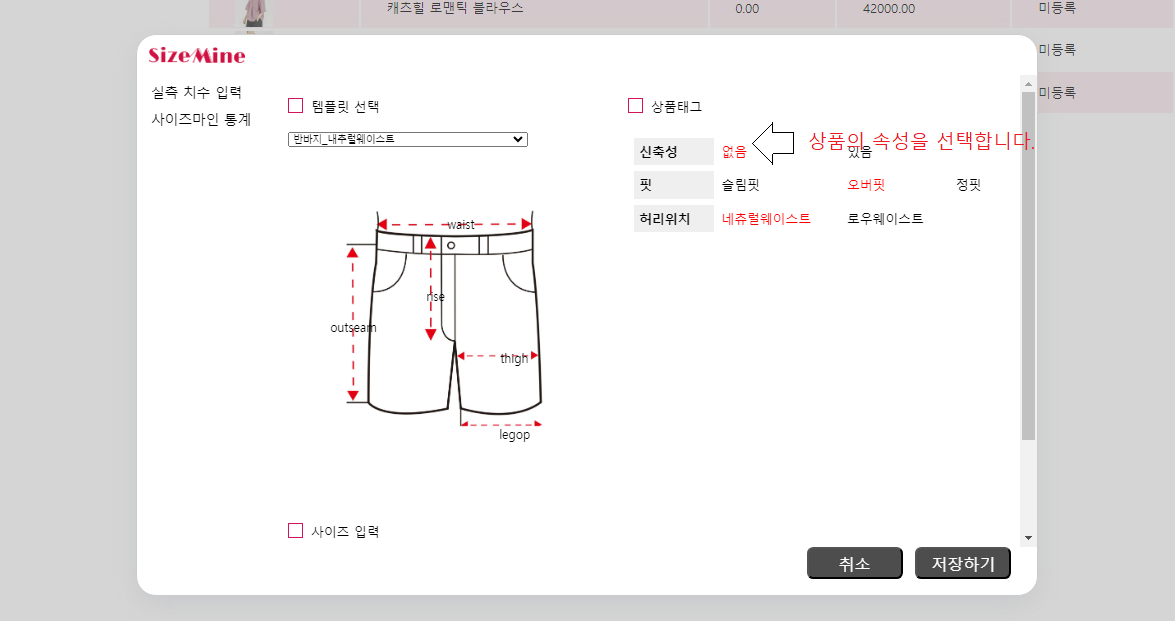 캐츠힐 로맨틱 블라우스 0.00 42000.00 미등록
미등록
미등록
SizeMine
실측 치수 입력
사이즈마인 통계
템플릿 선택
반바지_내츄럴웨이스트
waist
rise
outseam
thigh
legop
상품태그
신축성 없음 있음
상품의 속성을 선택합니다.
핏 슬림핏 오버핏 정핏
허리위치 네츄럴웨이스트 로우웨이스트
사이즈 입력
취소 저장하기